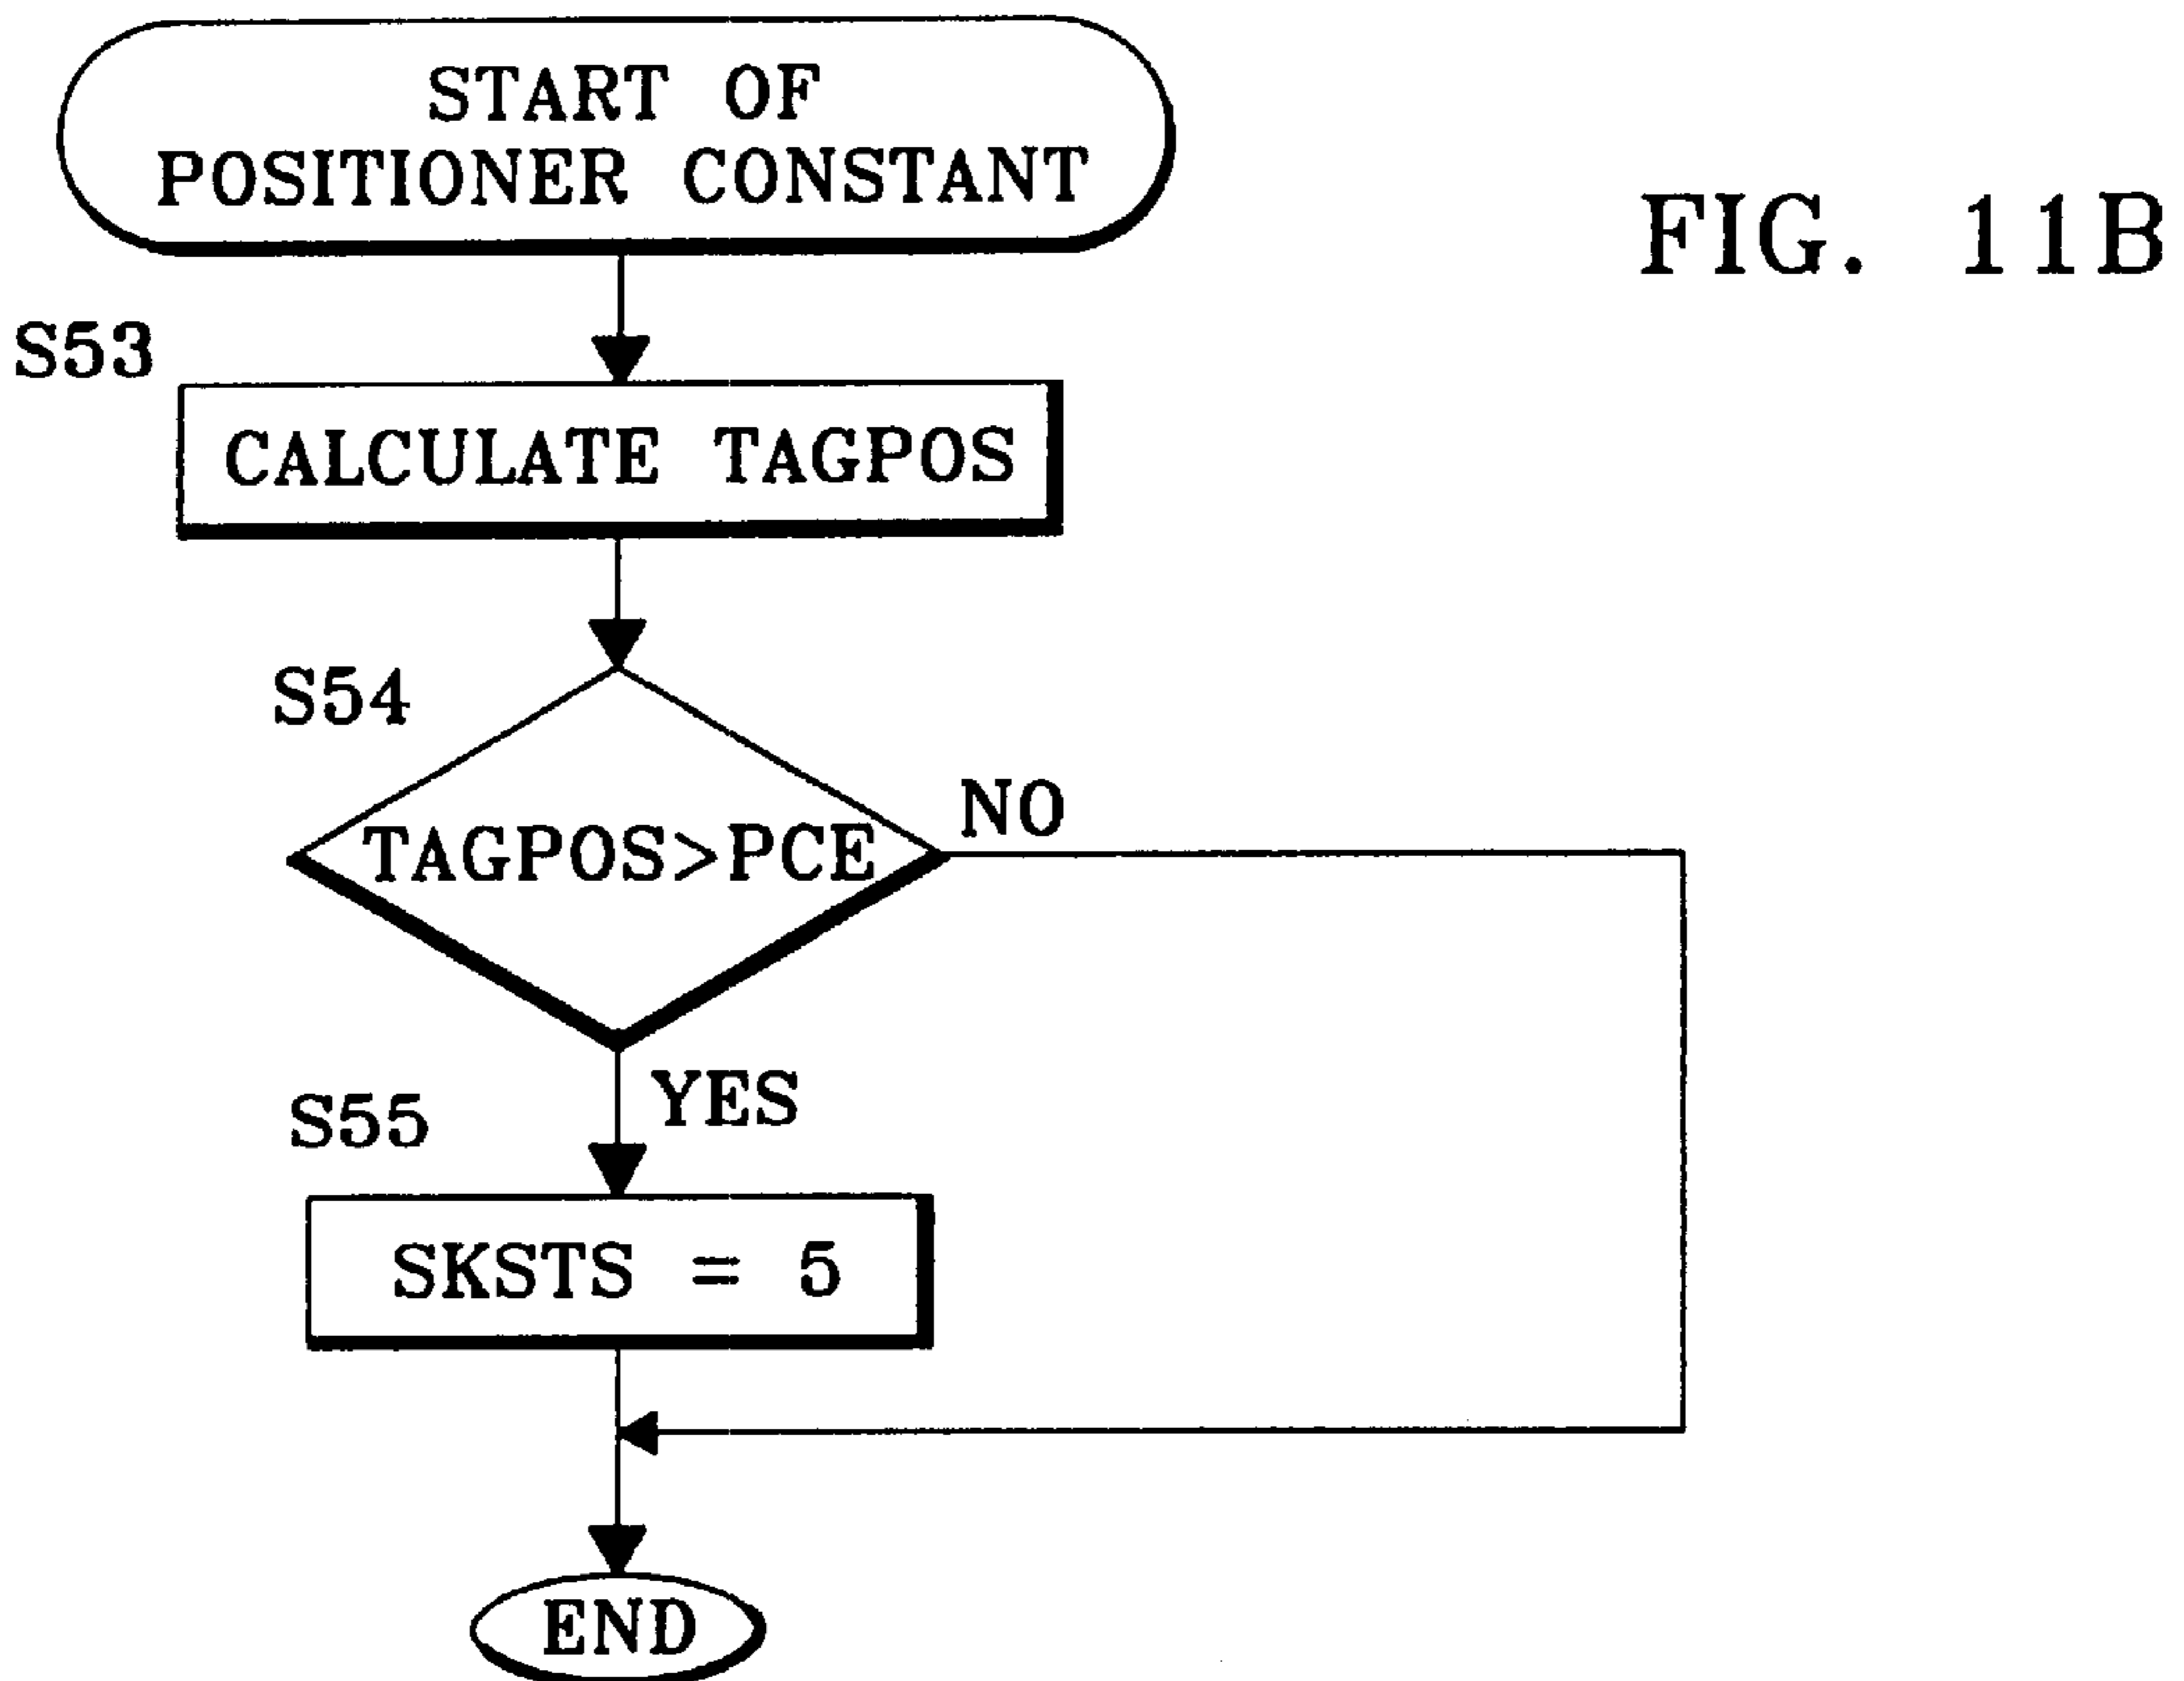 START OF
POSITIONER CONSTANT
FIG. 11B
S53
CALCULATE TAGPOS
S54
NO
TAGPOS>PCE
YES
S55
SKSTS = 5
END